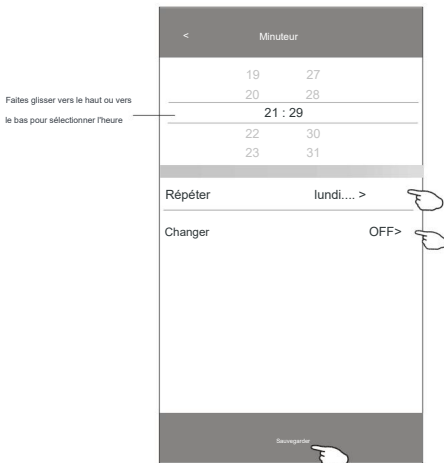 < Minuteur
19 27
20 28
Faites glisser vers le haut ou vers
le bas pour sélectionner l'heure
21 : 29
22 30
23 31
Répéter lundi.... >
Changer OFF>
Sauvegarder